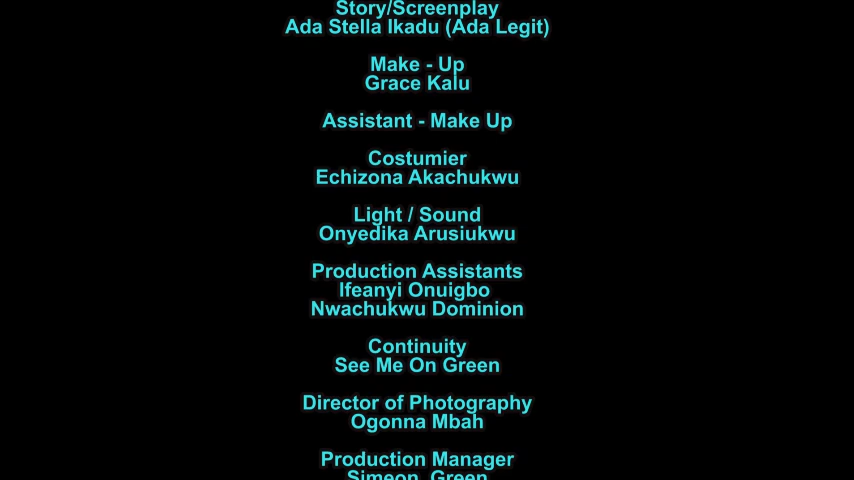 Story/Screenplay
Ada Stella Ikadu (Ada Legit)
Make - Up
Grace Kalu
Assistant - Make Up
Costumier
Echizona Akachukwu
Light / Sound
Onyedika Arusiukwu
Production Assistants
Ifeanyi Onuigbo
Nwachukwu Dominion
Continuity
See Me On Green
Director of Photography
Ogonna Mbah
Production Manager
Simeon Green